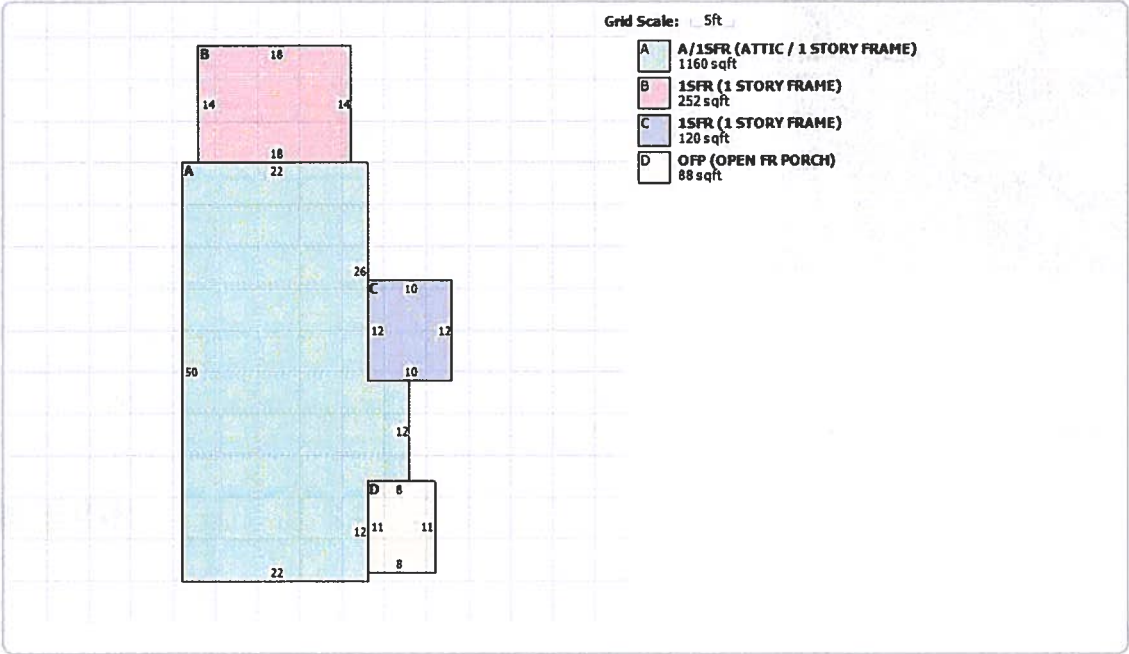 Grid Scale: 5ft
A A/1SFR (ATTIC / 1 STORY FRAME)
1160 sqft
B 1SFR (1 STORY FRAME)
252 sqft
C 1SFR (1 STORY FRAME)
120 sqft
D OFP (OPEN FR PORCH)
88 sqft
B 18
14 14
18
A 22
26
C 10
12 12
10
50
12
D 8
12 11 11
8
22